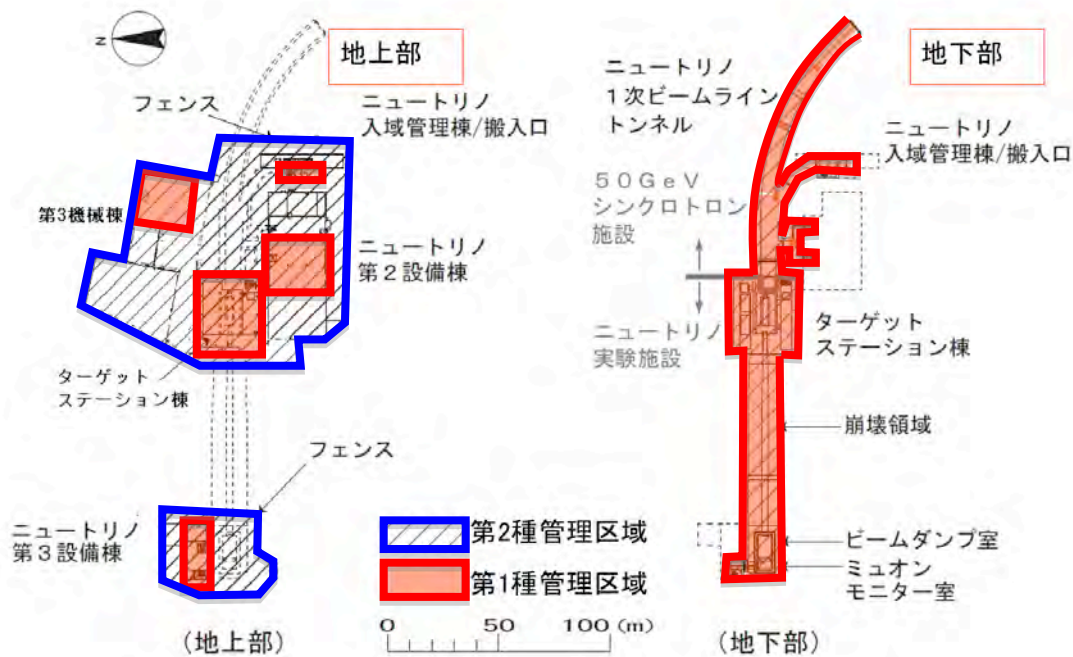 N
地上部
フェンス
ニュートリノ
入域管理棟/搬入口
第3機械棟
ニュートリノ
第２設備棟
ターゲット
ステーション棟
フェンス
ニュートリノ
第３設備棟
(地上部)
第2種管理区域
第1種管理区域
0 50 100 (m)
地下部
ニュートリノ
１次ビームライン
トンネル
ニュートリノ
入域管理棟/搬入口
５０ＧｅＶ
シンクロトロン
施設
ニュートリノ
実験施設
ターゲット
ステーション棟
崩壊領域
ビームダンプ室
ミュオン
モニター室
(地下部)